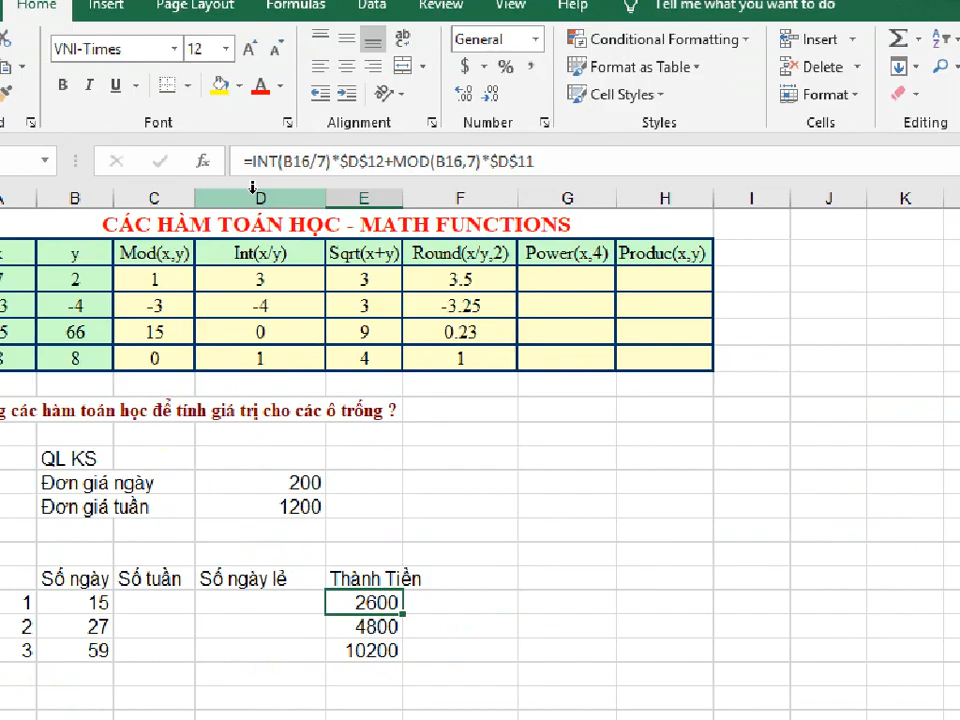 Home Insert Page Layout Formulas Data Review View Help Tell me what you want to do
VNI-Times 12 General Conditional Formatting Insert
$ % , Format as Table Delete
B I U A Cell Styles Format
Font Alignment Number Styles Cells Editing
fx =INT(B16/7)*$D$12+MOD(B16,7)*$D$11
B C D E F G H I J K
CÁC HÀM TOÁN HỌC - MATH FUNCTIONS
y Mod(x,y) Int(x/y) Sqrt(x+y) Round(x/y,2) Power(x,4) Produc(x,y)
2 1 3 3 3.5
3 -4 -3 -4 3 -3.25
5 66 15 0 9 0.23
8 8 0 1 4 1
g các hàm toán học để tính giá trị cho các ô trống ?
QL KS
Đơn giá ngày 200
Đơn giá tuần 1200
Số ngày Số tuần Số ngày lẻ Thành Tiền
1 15 2600
2 27 4800
3 59 10200